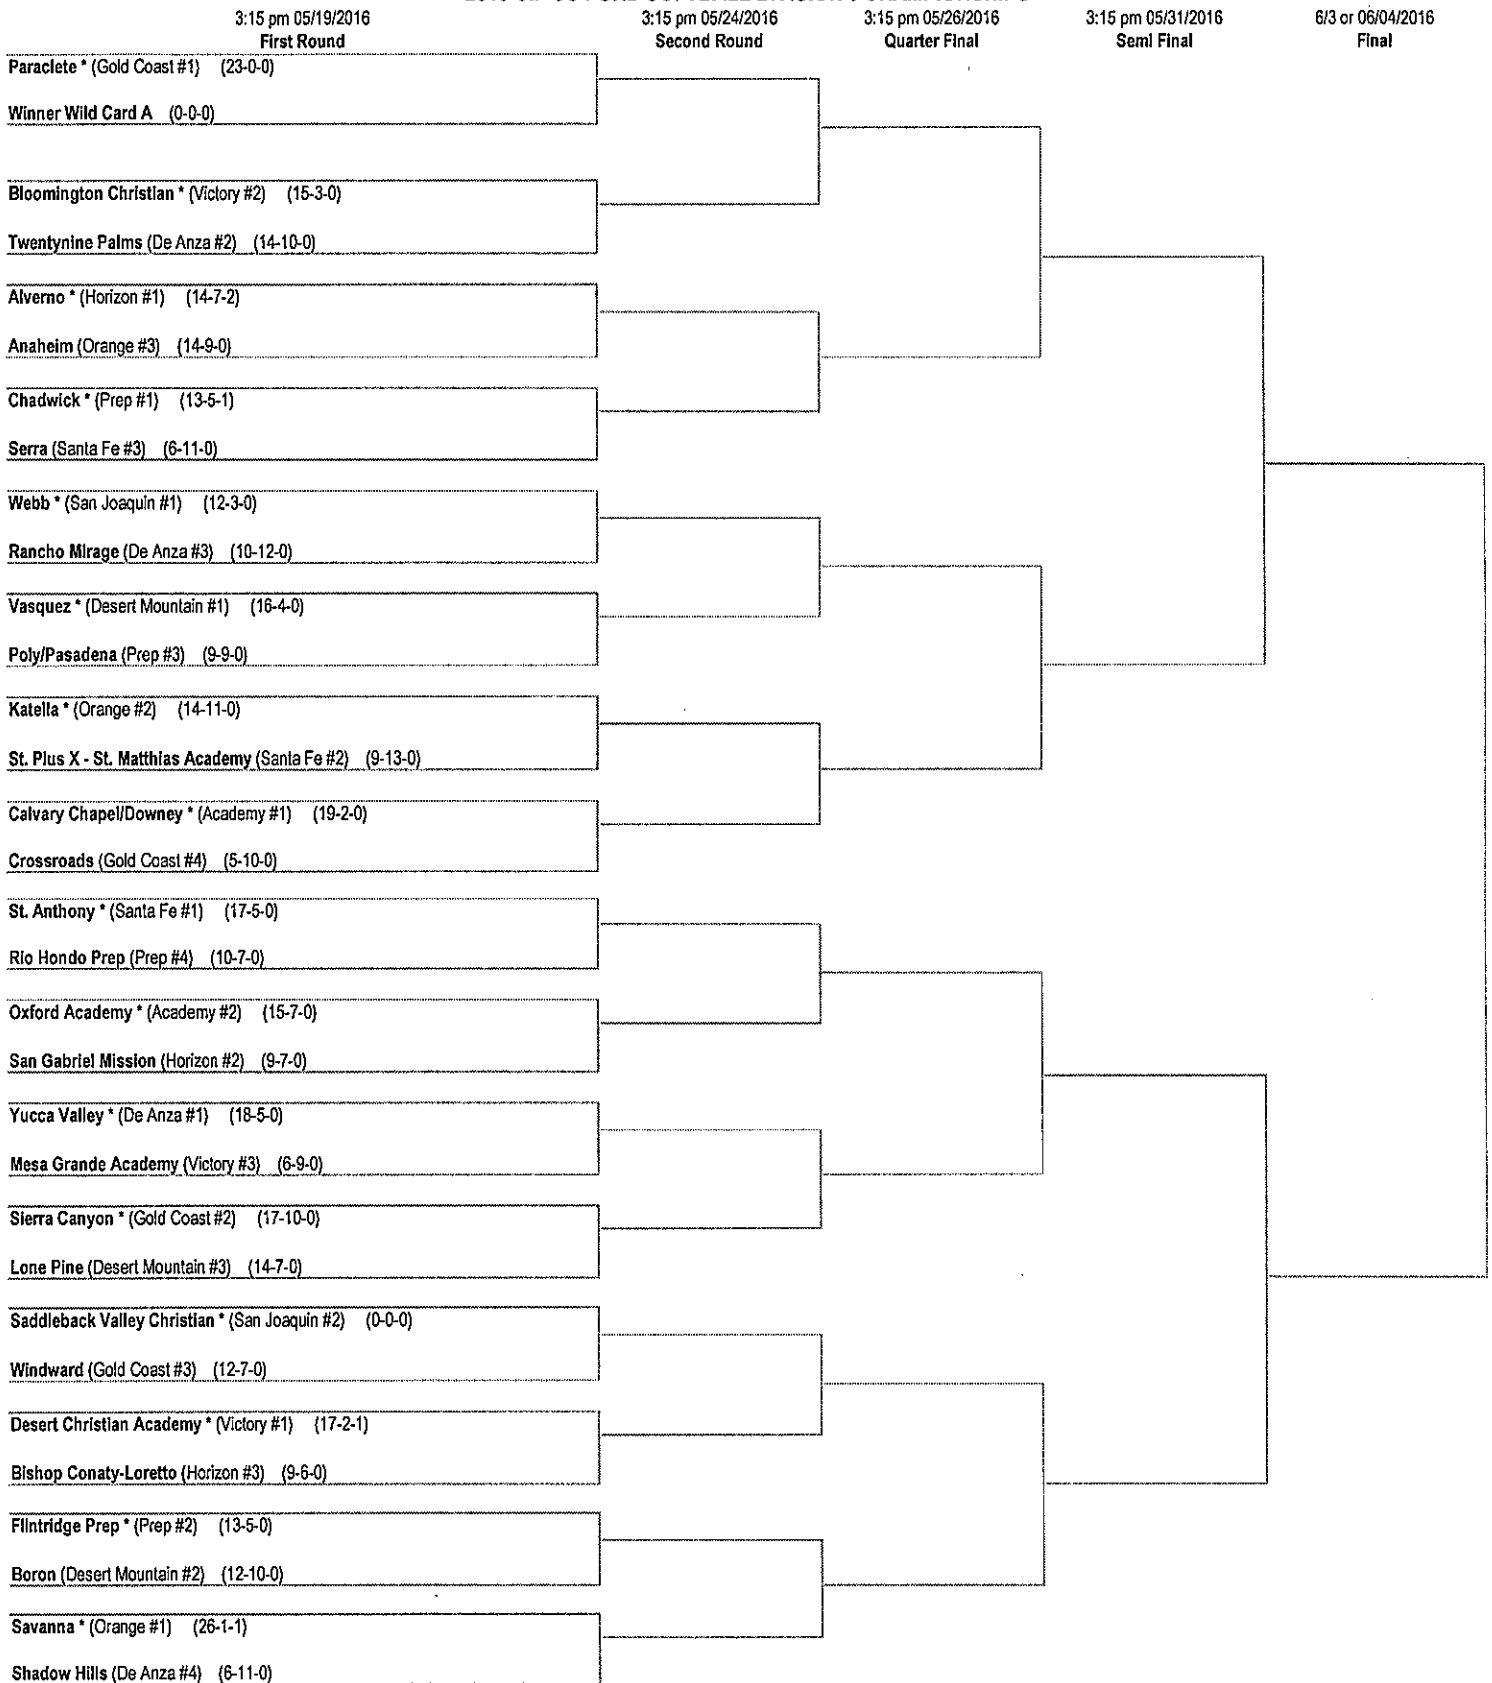 3:15 pm 05/19/2016 3:15 pm 05/24/2016 3:15 pm 05/26/2016 3:15 pm 05/31/2016 6/3 or 06/04/2016
First Round Second Round Quarter Final Semi Final Final
Paraclete * (Gold Coast #1) (23-0-0)
Winner Wild Card A (0-0-0)
Bloomington Christian * (Victory #2) (15-3-0)
Twentynine Palms (De Anza #2) (14-10-0)
Alverno * (Horizon #1) (14-7-2)
Anaheim (Orange #3) (14-9-0)
Chadwick * (Prep #1) (13-5-1)
Serra (Santa Fe #3) (6-11-0)
Webb * (San Joaquin #1) (12-3-0)
Rancho Mirage (De Anza #3) (10-12-0)
Vasquez * (Desert Mountain #1) (16-4-0)
Poly/Pasadena (Prep #3) (9-9-0)
Katella * (Orange #2) (14-11-0)
St. Pius X - St. Matthias Academy (Santa Fe #2) (9-13-0)
Calvary Chapel/Downey * (Academy #1) (19-2-0)
Crossroads (Gold Coast #4) (5-10-0)
St. Anthony * (Santa Fe #1) (17-5-0)
Rio Hondo Prep (Prep #4) (10-7-0)
Oxford Academy * (Academy #2) (15-7-0)
San Gabriel Mission (Horizon #2) (9-7-0)
Yucca Valley * (De Anza #1) (18-5-0)
Mesa Grande Academy (Victory #3) (6-9-0)
Sierra Canyon * (Gold Coast #2) (17-10-0)
Lone Pine (Desert Mountain #3) (14-7-0)
Saddleback Valley Christian * (San Joaquin #2) (0-0-0)
Windward (Gold Coast #3) (12-7-0)
Desert Christian Academy * (Victory #1) (17-2-1)
Bishop Conaty-Loretto (Horizon #3) (9-6-0)
Flintridge Prep * (Prep #2) (13-5-0)
Boron (Desert Mountain #2) (12-10-0)
Savanna * (Orange #1) (26-1-1)
Shadow Hills (De Anza #4) (6-11-0)